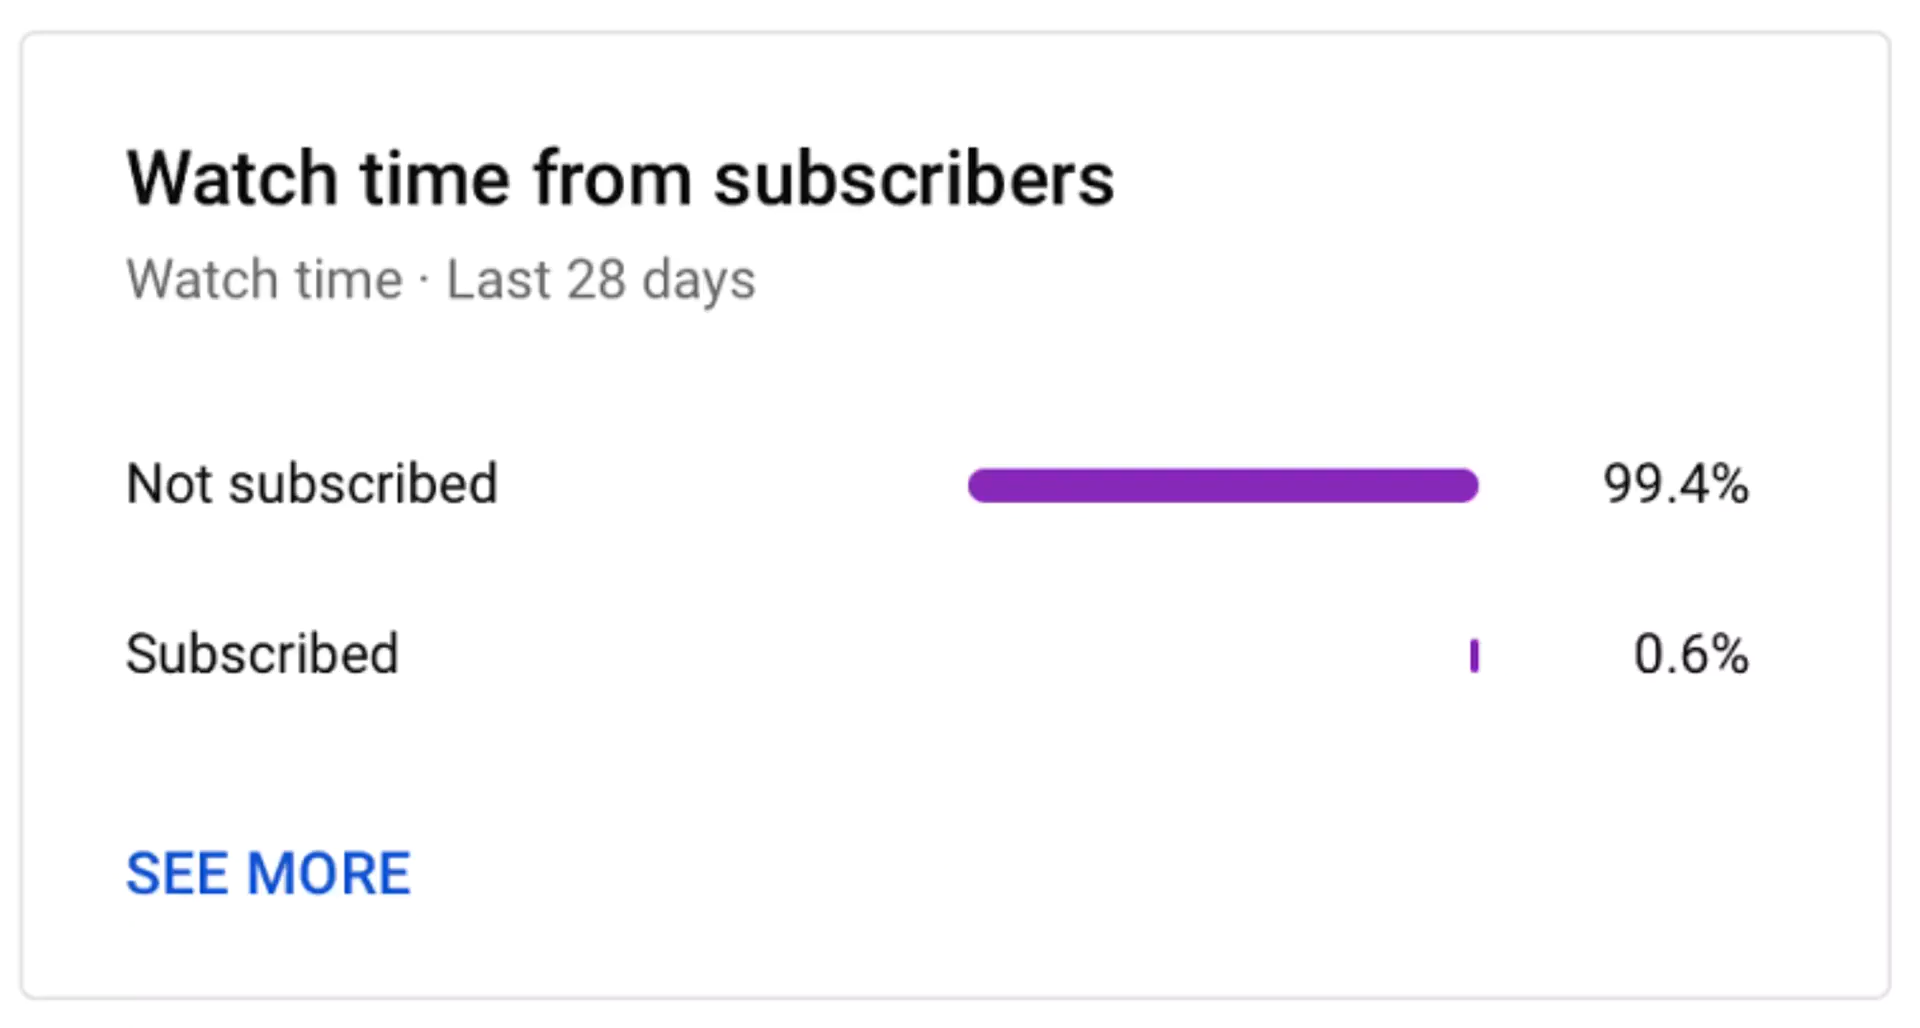 Watch time from subscribers
Watch time · Last 28 days
Not subscribed 99.4%
Subscribed 0.6%
SEE MORE